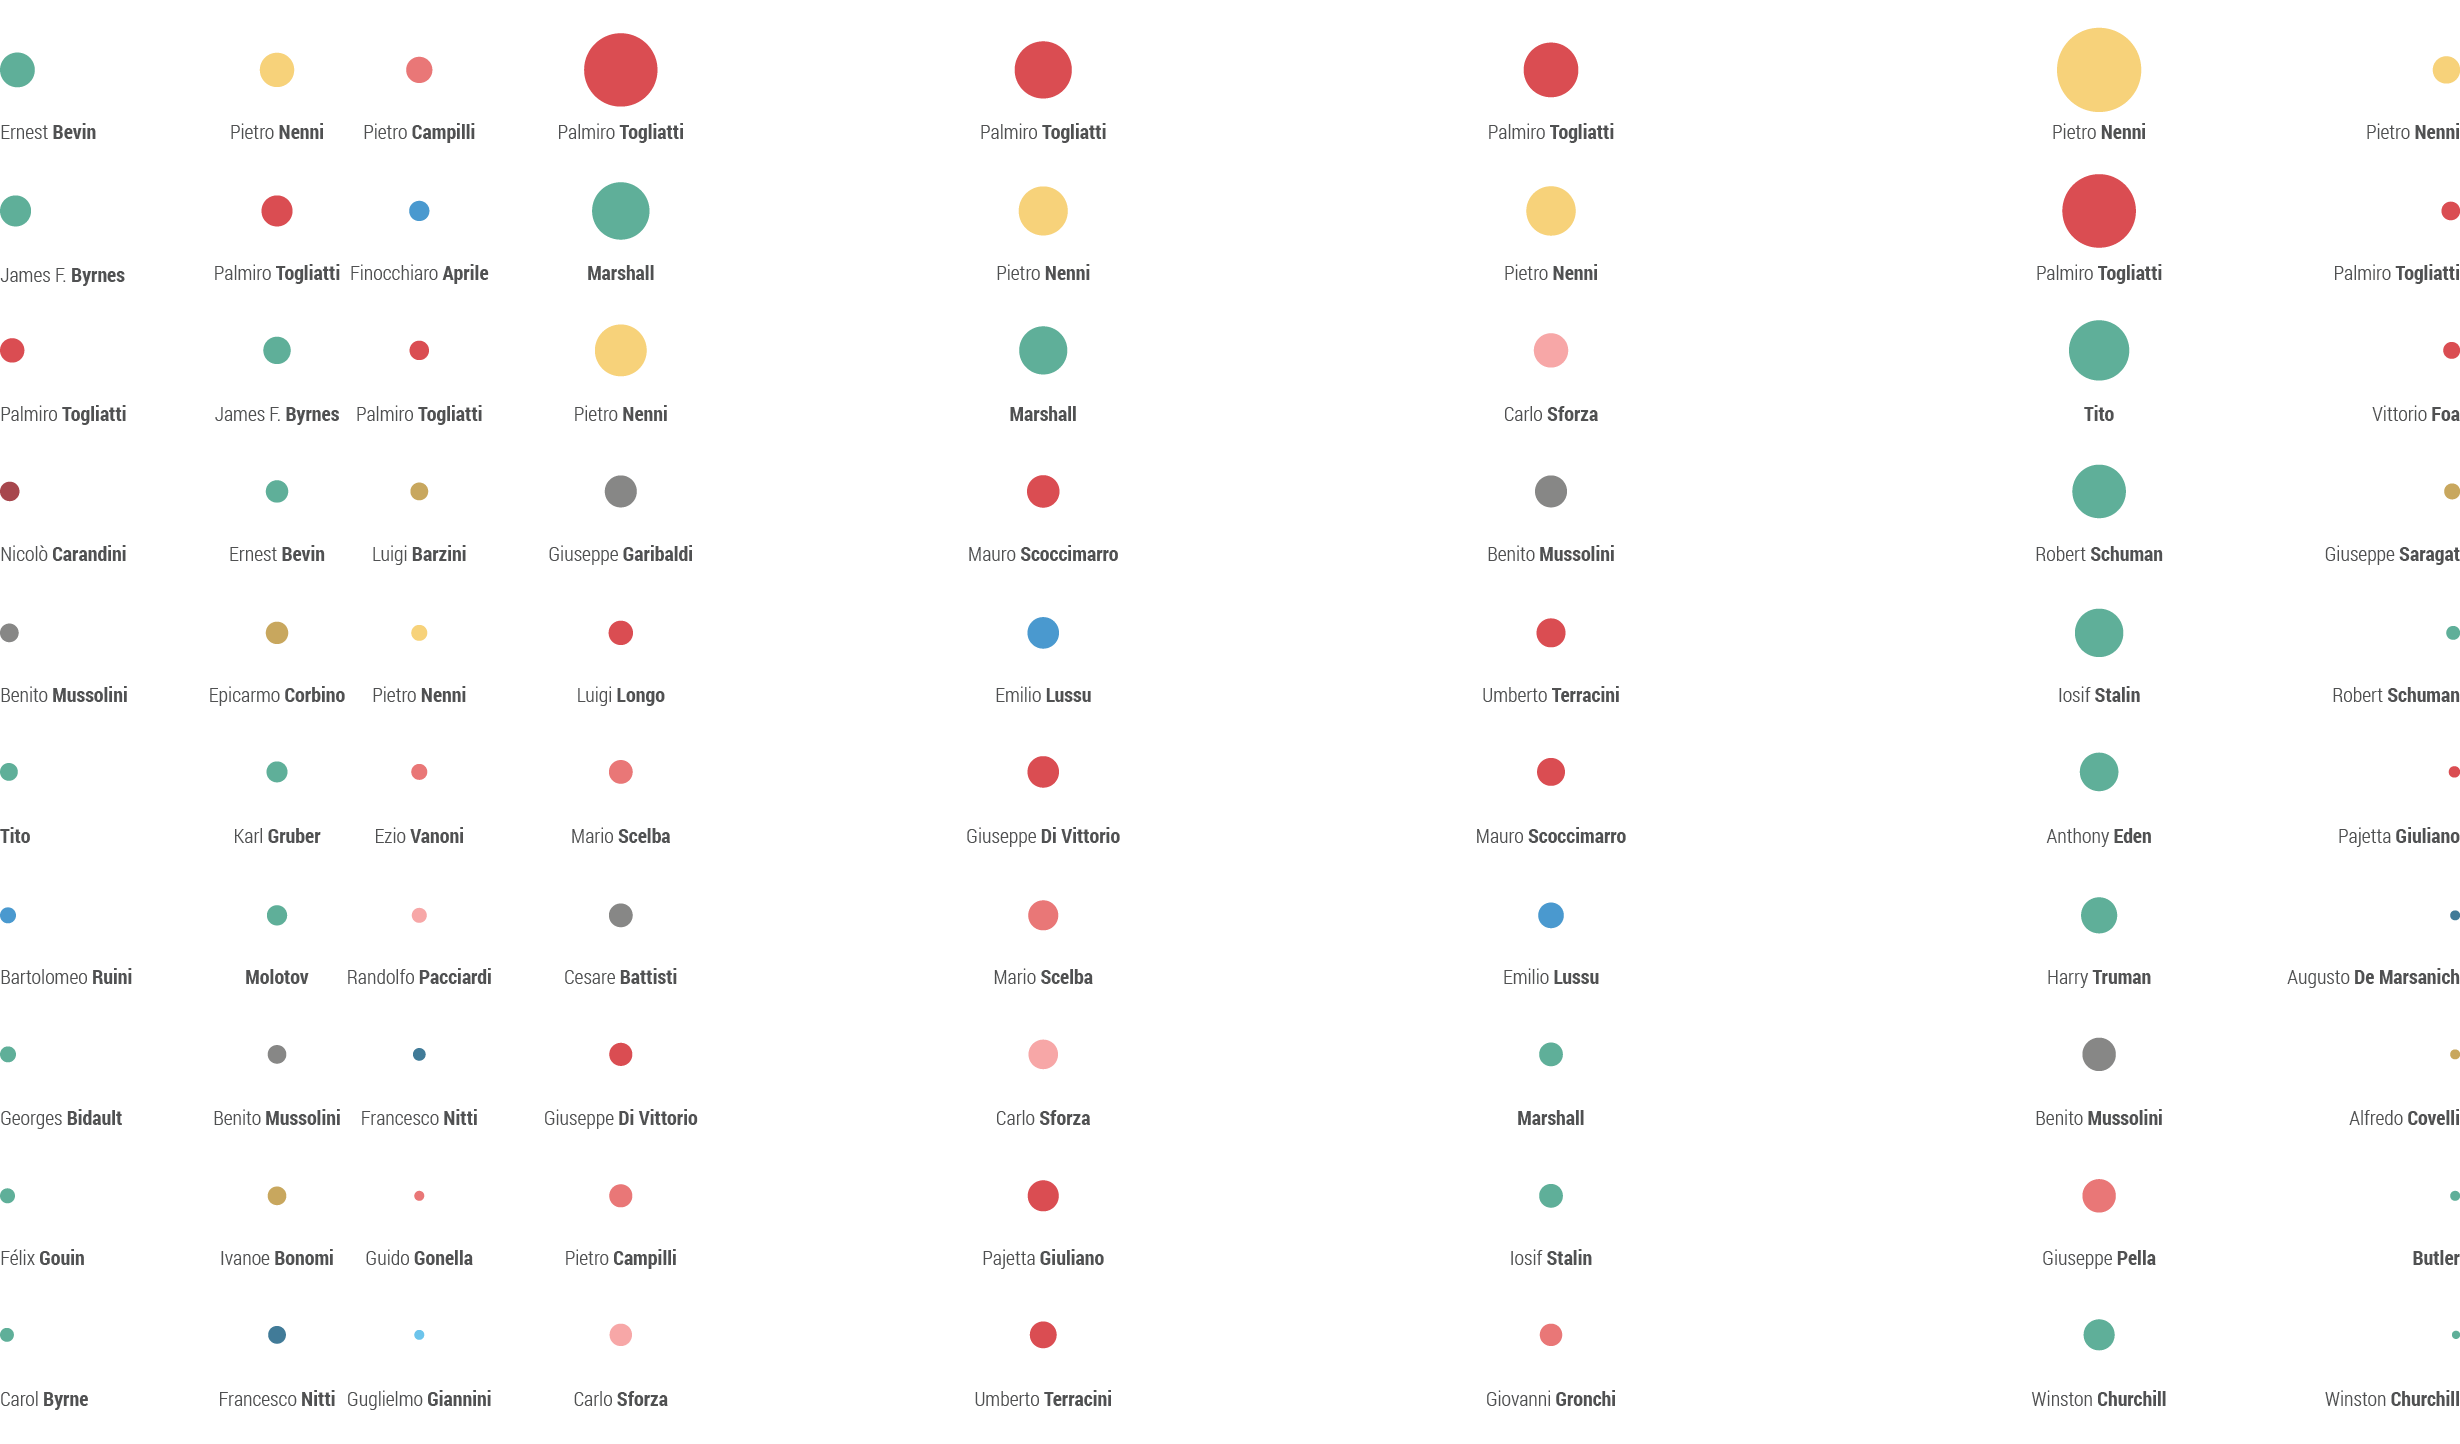 Ernest Bevin
Pietro Nenni
Pietro Campilli
Palmiro Togliatti
Palmiro Togliatti
Palmiro Togliatti
Pietro Nenni
Pietro Nenni
James F. Byrnes
Palmiro Togliatti
Finocchiaro Aprile
Marshall
Pietro Nenni
Pietro Nenni
Palmiro Togliatti
Palmiro Togliatti
Palmiro Togliatti
James F. Byrnes
Palmiro Togliatti
Pietro Nenni
Marshall
Carlo Sforza
Tito
Vittorio Foa
Nicolò Carandini
Ernest Bevin
Luigi Barzini
Giuseppe Garibaldi
Mauro Scoccimarro
Benito Mussolini
Robert Schuman
Giuseppe Saragat
Benito Mussolini
Epicarmo Corbino
Pietro Nenni
Luigi Longo
Emilio Lussu
Umberto Terracini
Iosif Stalin
Robert Schuman
Tito
Karl Gruber
Ezio Vanoni
Mario Scelba
Giuseppe Di Vittorio
Mauro Scoccimarro
Anthony Eden
Pajetta Giuliano
Bartolomeo Ruini
Molotov
Randolfo Pacciardi
Cesare Battisti
Mario Scelba
Emilio Lussu
Harry Truman
Augusto De Marsanich
Georges Bidault
Benito Mussolini
Francesco Nitti
Giuseppe Di Vittorio
Carlo Sforza
Marshall
Benito Mussolini
Alfredo Covelli
Félix Gouin
Ivanoe Bonomi
Guido Gonella
Pietro Campilli
Pajetta Giuliano
Iosif Stalin
Giuseppe Pella
Butler
Carol Byrne
Francesco Nitti
Guglielmo Giannini
Carlo Sforza
Umberto Terracini
Giovanni Gronchi
Winston Churchill
Winston Churchill